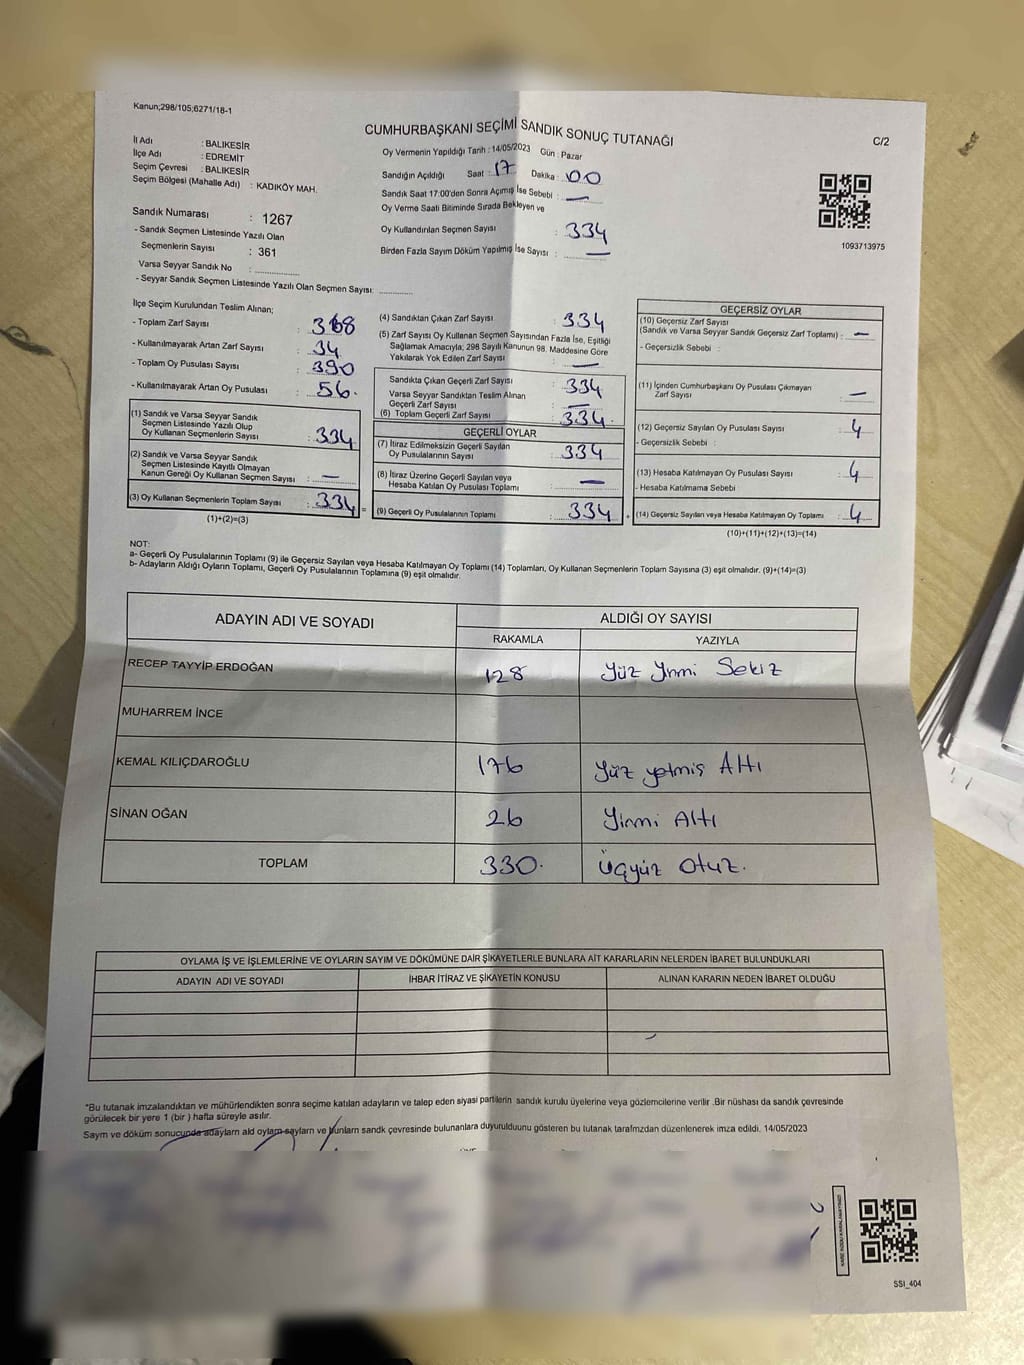 Kanun;298/105;6271/18-1
CUMHURBAŞKANI SEÇİMİ SANDIK SONUÇ TUTANAĞI
C/2
İl Adı : BALIKESİR
İlçe Adı : EDREMİT
Seçim Çevresi : BALIKESİR
Seçim Bölgesi (Mahalle Adı) : KADIKÖY MAH.
Oy Vermenin Yapıldığı Tarih : 14/05/2023 Gün : Pazar
Sandığın Açıldığı Saat : 17 Dakika : 00
Sandık Saat 17:00'den Sonra Açımış İse Sebebi : —
Oy Verme Saati Bitiminde Sırada Bekleyen ve
Oy Kullandırılan Seçmen Sayısı : 334
Birden Fazla Sayım Döküm Yapılmış İse Sayısı : —
1093713975
Sandık Numarası : 1267
- Sandık Seçmen Listesinde Yazılı Olan
Seçmenlerin Sayısı : 361
Varsa Seyyar Sandık No :
- Seyyar Sandık Seçmen Listesinde Yazılı Olan Seçmen Sayısı:
İlçe Seçim Kurulundan Teslim Alınan;
- Toplam Zarf Sayısı : 368
- Kullanılmayarak Artan Zarf Sayısı : 34
- Toplam Oy Pusulası Sayısı : 390
- Kullanılmayarak Artan Oy Pusulası : 56.
(1) Sandık ve Varsa Seyyar Sandık
Seçmen Listesinde Yazılı Olup
Oy Kullanan Seçmenlerin Sayısı : 334
(2) Sandık ve Varsa Seyyar Sandık
Seçmen Listesinde Kayıtlı Olmayan
Kanun Gereği Oy Kullanan Seçmen Sayısı : —
(3) Oy Kullanan Seçmenlerin Toplam Sayısı : 334 =
(1)+(2)=(3)
(4) Sandıktan Çıkan Zarf Sayısı : 334
(5) Zarf Sayısı Oy Kullanan Seçmen Sayısından Fazla İse, Eşitliği
Sağlamak Amacıyla; 298 Sayılı Kanunun 98. Maddesine Göre
Yakılarak Yok Edilen Zarf Sayısı : —
Sandıkta Çıkan Geçerli Zarf Sayısı : 334
Varsa Seyyar Sandıktan Teslim Alınan
Geçerli Zarf Sayısı : —
(6) Toplam Geçerli Zarf Sayısı : 334.
GEÇERLİ OYLAR
(7) İtiraz Edilmeksizin Geçerli Sayılan
Oy Pusulalarının Sayısı : 334
(8) İtiraz Üzerine Geçerli Sayılan veya
Hesaba Katılan Oy Pusulası Toplamı : —
(9) Geçerli Oy Pusulalarının Toplamı : 334
GEÇERSİZ OYLAR
(10) Geçersiz Zarf Sayısı
(Sandık ve Varsa Seyyar Sandık Geçersiz Zarf Toplamı) : —
- Geçersizlik Sebebi :
(11) İçinden Cumhurbaşkanı Oy Pusulası Çıkmayan
Zarf Sayısı : —
(12) Geçersiz Sayılan Oy Pusulası Sayısı : 4
- Geçersizlik Sebebi :
(13) Hesaba Katılmayan Oy Pusulası Sayısı : 4
- Hesaba Katılmama Sebebi
(14) Geçersiz Sayılan veya Hesaba Katılmayan Oy Toplamı : 4
(10)+(11)+(12)+(13)=(14)
NOT:
a- Geçerli Oy Pusulalarının Toplamı (9) ile Geçersiz Sayılan veya Hesaba Katılmayan Oy Toplamı (14) Toplamları, Oy Kullanan Seçmenlerin Toplam Sayısına (3) eşit olmalıdır. (9)+(14)=(3)
b- Adayların Aldığı Oyların Toplamı, Geçerli Oy Pusulalarının Toplamına (9) eşit olmalıdır.
ADAYIN ADI VE SOYADI ALDIĞI OY SAYISI
RAKAMLA YAZIYLA
RECEP TAYYİP ERDOĞAN 128 Yüz Yirmi Sekiz
MUHARREM İNCE
KEMAL KILIÇDAROĞLU 176 Yüz yetmiş Altı
SİNAN OĞAN 26 Yirmi Altı
TOPLAM 330. Üçyüz Otuz.
OYLAMA İŞ VE İŞLEMLERİNE VE OYLARIN SAYIM VE DÖKÜMÜNE DAİR ŞİKAYETLERLE BUNLARA AİT KARARLARIN NELERDEN İBARET BULUNDUKLARI
ADAYIN ADI VE SOYADI İHBAR İTİRAZ VE ŞİKAYETİN KONUSU ALINAN KARARIN NEDEN İBARET OLDUĞU
*Bu tutanak imzalandıktan ve mühürlendikten sonra seçime katılan adayların ve talep eden siyasi partilerin sandık kurulu üyelerine veya gözlemcilerine verilir .Bir nüshası da sandık çevresinde
görülecek bir yere 1 (bir ) hafta süreyle asılır.
Sayım ve döküm sonucunda adayların ald oyların sayların ve bunların sandk çevresinde bulunanlara duyurulduunu gösteren bu tutanak tarafmzdan düzenlenerek imza edildi. 14/05/2023
SSI_404